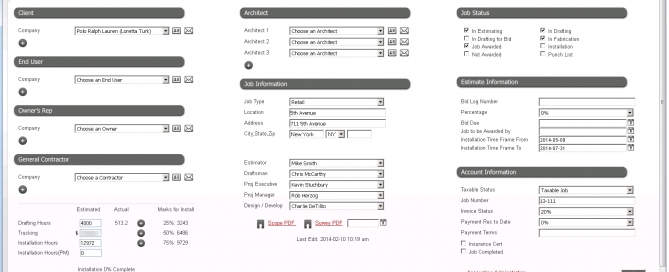 Client
Company Polo Ralph Lauren (Loretta Turk) AB
End User
Company Choose an End User AB
Owner's Rep
Company Choose an Owner AB
General Contractor
Company Choose a Contractor AB
Estimated Actual Marks for Install
Drafting Hours 4000 513.2 25%: 3243
Trucking $ 50%: 6486
Installation Hours 12972 75%: 9729
Installation Hours(PM) 0
Installation 0% Complete
Architect
Architect 1 Choose an Architect AB
Architect 2 Choose an Architect AB
Architect 3 Choose an Architect AB
Job Information
Job Type Retail
Location 5th Avenue
Address 711 5th Avenue
City,State,Zip New York NY
Estimator Mike Smith
Draftsman Chris McCarthy
Proj Executive Kevin Stuchbury
Proj Manager Rob Herzog
Design / Develop Charlie DeTillio
Scope PDF Survey PDF
Last Edit: 2014-02-10 10:19 am
Job Status
In Estimating In Drafting
In Drafting for Bid In Fabrication
Job Awarded Installation
Not Awarded Punch List
Estimate Information
Bid Log Number
Percentage 0%
Bid Due
Job to be Awarded by
Installation Time Frame From 2014-05-09
Installation Time Frame To 2014-07-31
Account Information
Taxable Status Taxable Job
Job Number 13-111
Invoice Status 20%
Payment Rec to Date 0%
Payment Terms
Insurance Cert
Job Completed